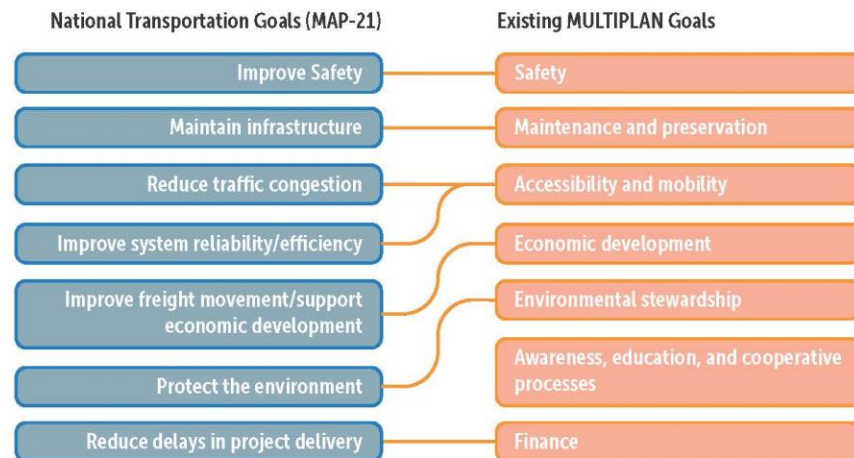 National Transportation Goals (MAP-21)
Existing MULTIPLAN Goals
Improve Safety
Safety
Maintain infrastructure
Maintenance and preservation
Reduce traffic congestion
Accessibility and mobility
Improve system reliability/efficiency
Economic development
Improve freight movement/support
economic development
Environmental stewardship
Protect the environment
Awareness, education, and cooperative
processes
Reduce delays in project delivery
Finance